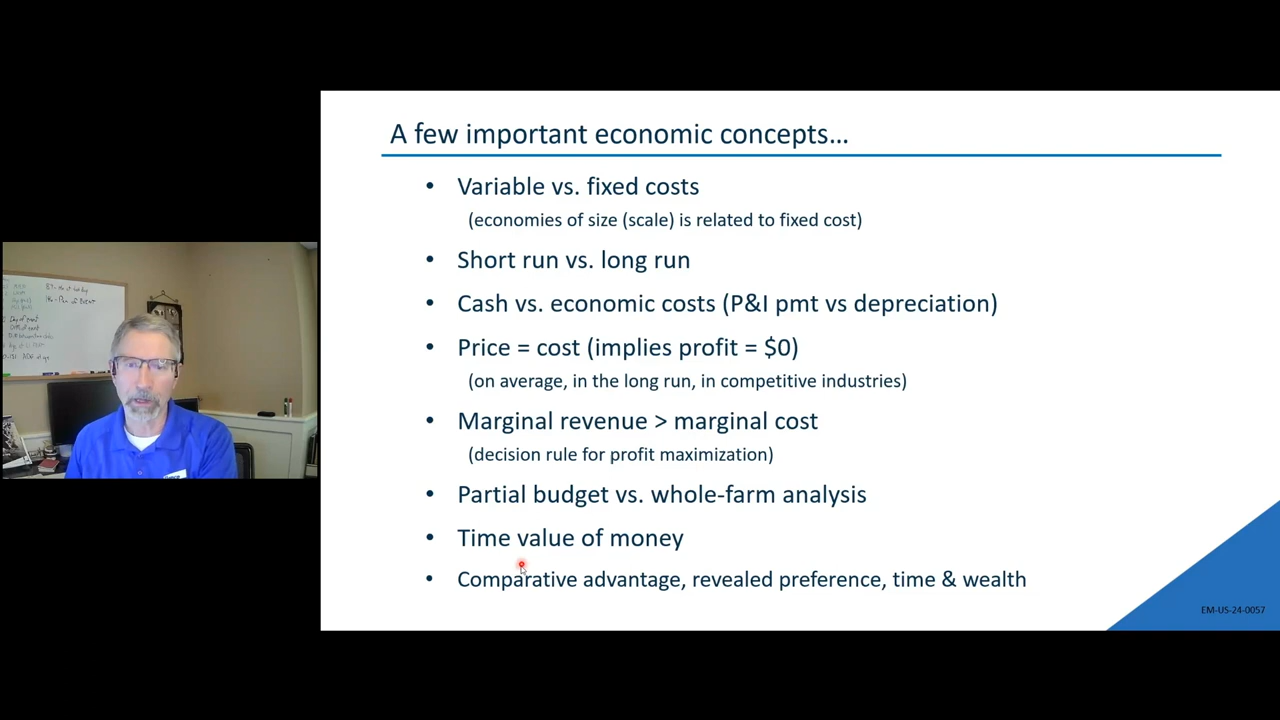 A few important economic concepts…
• Variable vs. fixed costs
(economies of size (scale) is related to fixed cost)
• Short run vs. long run
• Cash vs. economic costs (P&I pmt vs depreciation)
• Price = cost (implies profit = $0)
(on average, in the long run, in competitive industries)
• Marginal revenue > marginal cost
(decision rule for profit maximization)
• Partial budget vs. whole-farm analysis
• Time value of money
• Comparative advantage, revealed preference, time & wealth
EM-US-24-0057